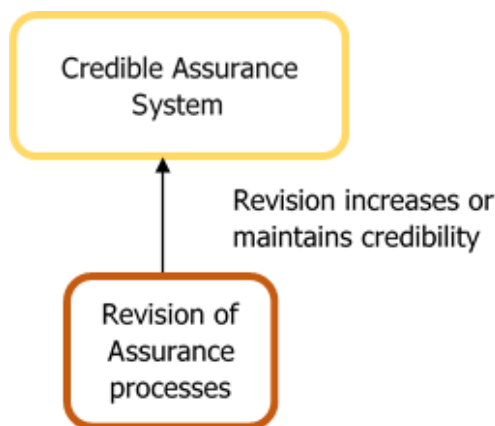 Credible Assurance
System
Revision increases or
maintains credibility
Revision of
Assurance
processes